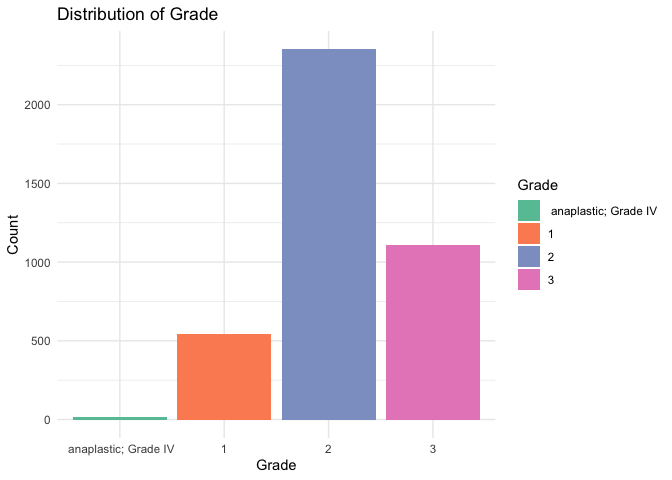 Distribution of Grade
Count
2000
1500
1000
500
0
anaplastic; Grade IV 1 2 3
Grade
Grade
anaplastic; Grade IV
1
2
3